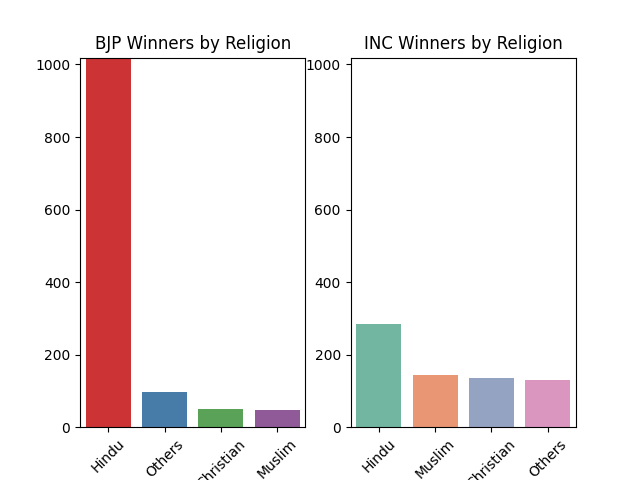 BJP Winners by Religion
1000
800
600
400
200
0
Hindu
Others
Christian
Muslim
INC Winners by Religion
1000
800
600
400
200
0
Hindu
Muslim
Christian
Others